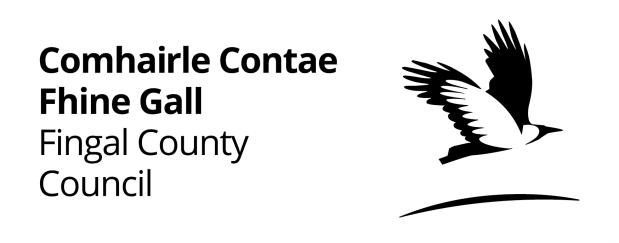 Comhairle Contae
Fhine Gall
Fingal County
Council